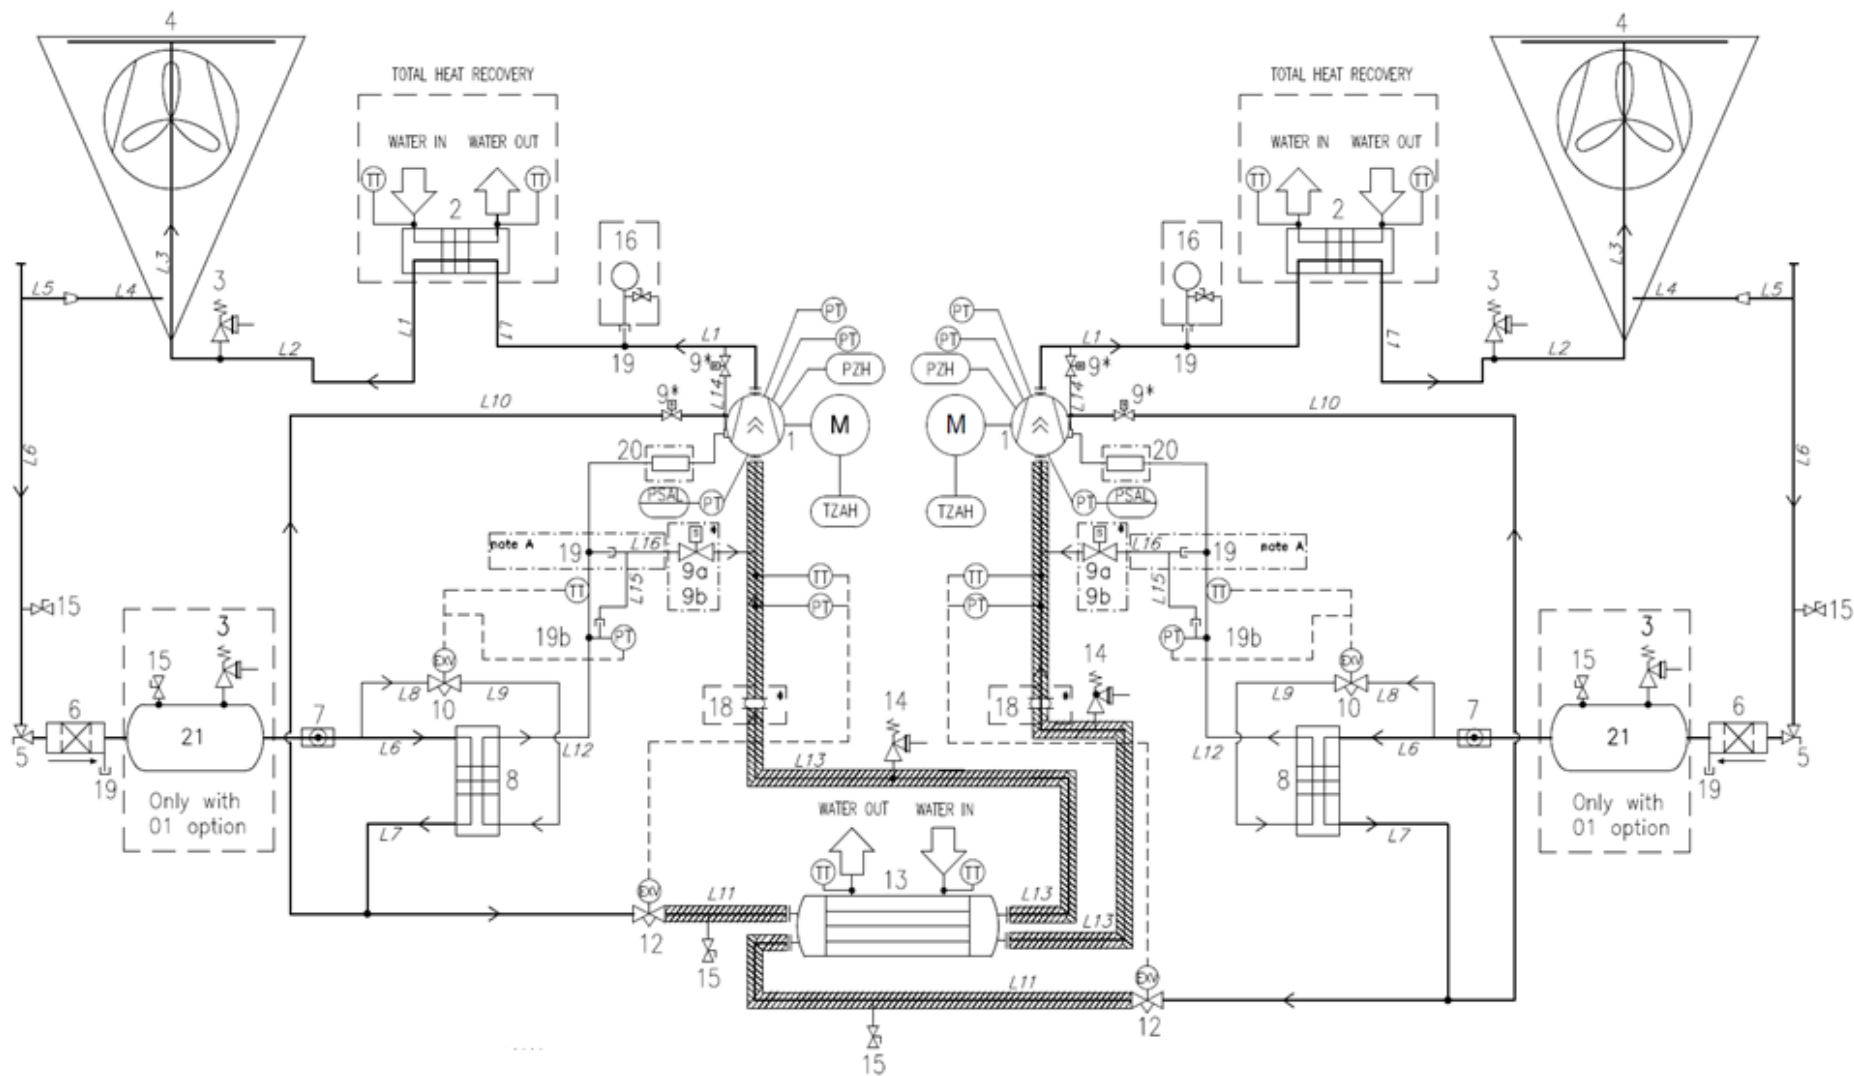 4
4
TOTAL HEAT RECOVERY
TOTAL HEAT RECOVERY
WATER IN
WATER OUT
WATER IN
WATER OUT
TT
TT
TT
TT
2
2
16
16
L3
L3
3
3
L5
L4
L4
L5
PT
PT
L1
L7
L1
PT
PT
L1
L7
L2
19
9*
PZH
PZH
9*
19
L2
L14
L14
L10
9*
9*
L10
1
M
M
1
L6
20
20
L6
PSAL
PT
TZAH
TZAH
PT
PSAL
note A
19
L16
S
S
L16
19
note A
9a
9b
9a
9b
L15
L15
TT
TT
TT
TT
PT
PT
15
15
3
19b
PT
PT
19b
3
15
EXV
EXV
15
L8
L9
14
L9
L8
10
10
6
7
18
14
18
7
6
21
21
5
L6
L12
L12
L6
5
L13
19
8
8
19
Only with
01 option
Only with
01 option
L7
L7
WATER OUT
WATER IN
TT
13
TT
EXV
L11
L13
L13
12
15
EXV
L11
12
15